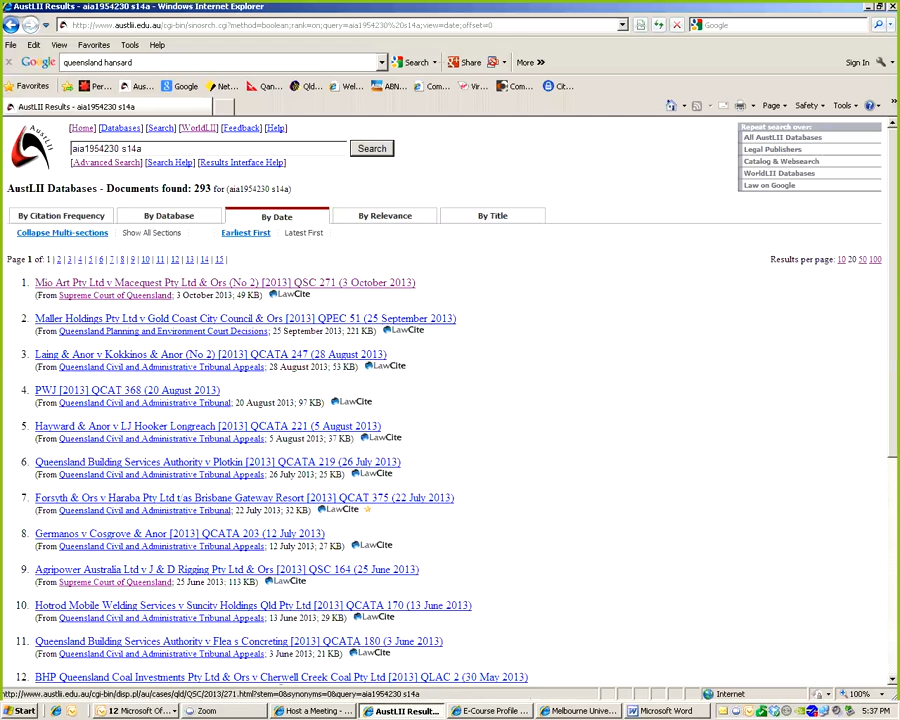 AustLII Results - aia1954230 s14a - Windows Internet Explorer
http://www.austlii.edu.au/cgi-bin/sinosrch.cgi?method=boolean;rank=on;query=aia1954230%20s14a;view=date;offset=0
Google
File Edit View Favorites Tools Help
Google queensland hansard Search Share More » Sign In
Favorites Per... Aus... Google Net... Qan... Qld... Wel... ABN... Com... Vir... Com... Cit...
AustLII Results - aia1954230 s14a
Page Safety Tools
AustLII
[Home] [Databases] [Search] [WorldLII] [Feedback] [Help]
aia1954230 s14a Search
[Advanced Search] [Search Help] [Results Interface Help]
Repeat search over:
All AustLII Databases
Legal Publishers
Catalog & Websearch
WorldLII Databases
Law on Google
AustLII Databases - Documents found: 293 for (aia1954230 s14a)
By Citation Frequency By Database By Date By Relevance By Title
Collapse Multi-sections Show All Sections Earliest First Latest First
Page 1 of: 1 | 2 | 3 | 4 | 5 | 6 | 7 | 8 | 9 | 10 | 11 | 12 | 13 | 14 | 15 | Results per page: 10 20 50 100
1. Mio Art Pty Ltd v Macequest Pty Ltd & Ors (No 2) [2013] QSC 271 (3 October 2013)
(From Supreme Court of Queensland; 3 October 2013; 49 KB) LawCite
2. Maller Holdings Pty Ltd v Gold Coast City Council & Ors [2013] QPEC 51 (25 September 2013)
(From Queensland Planning and Environment Court Decisions; 25 September 2013; 221 KB) LawCite
3. Laing & Anor v Kokkinos & Anor (No 2) [2013] QCATA 247 (28 August 2013)
(From Queensland Civil and Administrative Tribunal Appeals; 28 August 2013; 53 KB) LawCite
4. PWJ [2013] QCAT 368 (20 August 2013)
(From Queensland Civil and Administrative Tribunal; 20 August 2013; 97 KB) LawCite
5. Hayward & Anor v LJ Hooker Longreach [2013] QCATA 221 (5 August 2013)
(From Queensland Civil and Administrative Tribunal Appeals; 5 August 2013; 37 KB) LawCite
6. Queensland Building Services Authority v Plotkin [2013] QCATA 219 (26 July 2013)
(From Queensland Civil and Administrative Tribunal Appeals; 26 July 2013; 25 KB) LawCite
7. Forsyth & Ors v Haraba Pty Ltd t/as Brisbane Gateway Resort [2013] QCAT 375 (22 July 2013)
(From Queensland Civil and Administrative Tribunal; 22 July 2013; 32 KB) LawCite
8. Germanos v Cosgrove & Anor [2013] QCATA 203 (12 July 2013)
(From Queensland Civil and Administrative Tribunal Appeals; 12 July 2013; 27 KB) LawCite
9. Agripower Australia Ltd v J & D Rigging Pty Ltd & Ors [2013] QSC 164 (25 June 2013)
(From Supreme Court of Queensland; 25 June 2013; 113 KB) LawCite
10. Hotrod Mobile Welding Services v Suncity Holdings Qld Pty Ltd [2013] QCATA 170 (13 June 2013)
(From Queensland Civil and Administrative Tribunal Appeals; 13 June 2013; 29 KB) LawCite
11. Queensland Building Services Authority v Flea s Concreting [2013] QCATA 180 (3 June 2013)
(From Queensland Civil and Administrative Tribunal Appeals; 3 June 2013; 21 KB) LawCite
12. BHP Queensland Coal Investments Pty Ltd & Ors v Cherwell Creek Coal Pty Ltd [2013] QLAC 2 (30 May 2013)
http://www.austlii.edu.au/cgi-bin/disp.pl/au/cases/qld/QSC/2013/271.html?stem=0&synonyms=0&query=aia1954230 s14a Internet 100%
Start 12 Microsoft Of... Zoom Host a Meeting - ... AustLII Result... E-Course Profile ... Melbourne Unive... Microsoft Word 5:37 PM